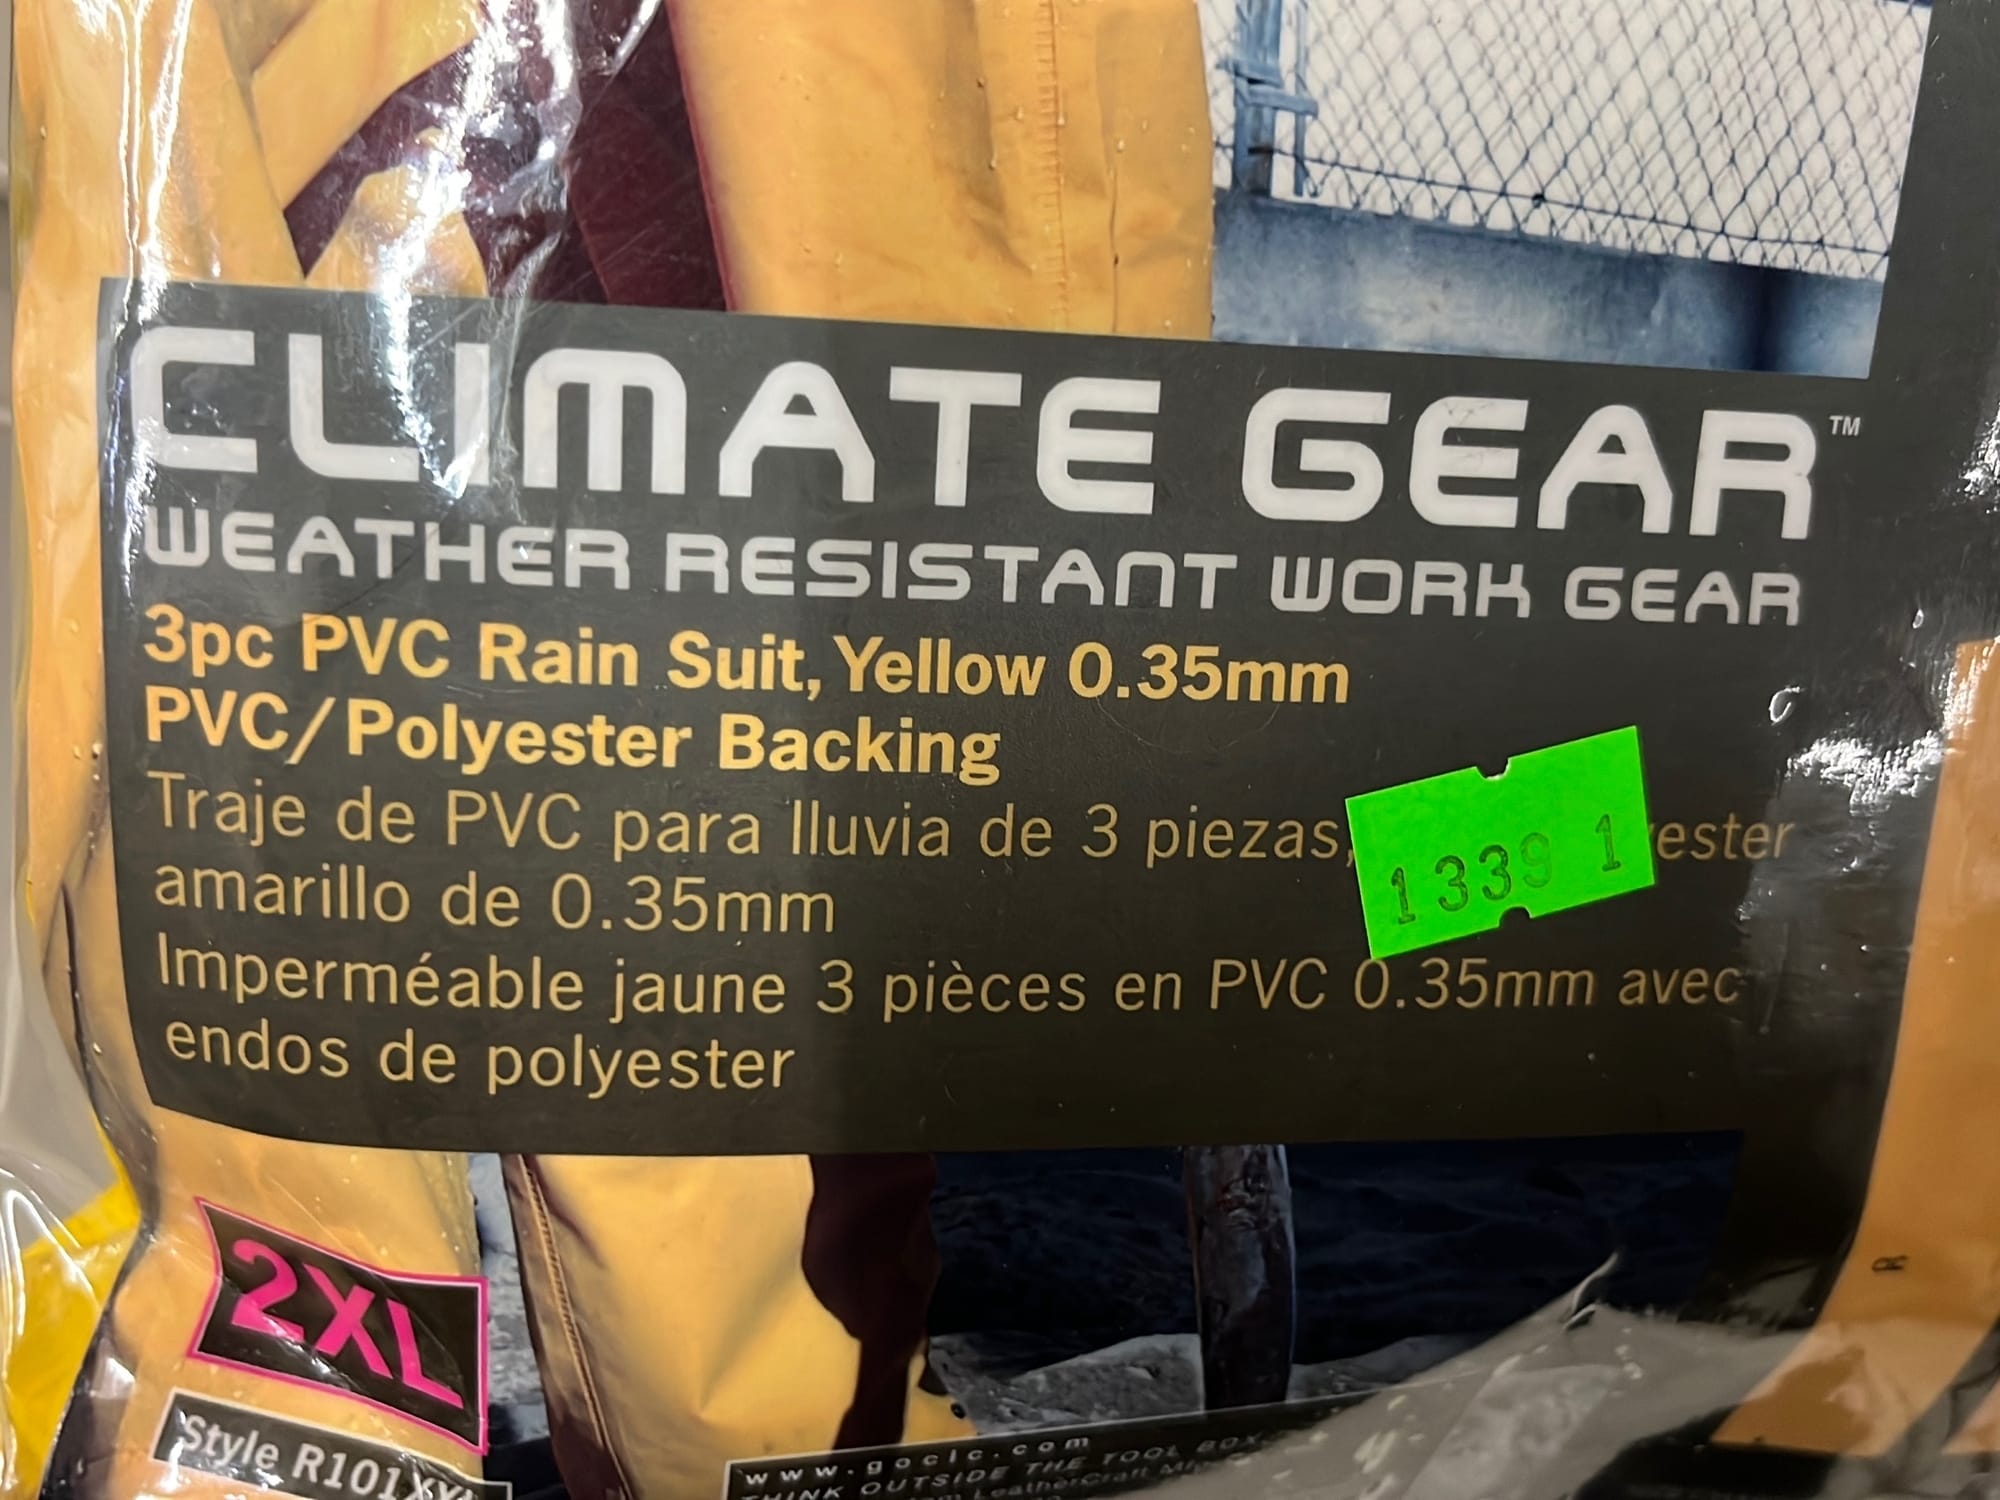 CLIMATE GEAR™
WEATHER RESISTANT WORK GEAR
3pc PVC Rain Suit, Yellow 0.35mm
PVC/Polyester Backing
Traje de PVC para lluvia de 3 piezas, ester
1339 1
amarillo de 0.35mm
Imperméable jaune 3 pièces en PVC 0.35mm avec
endos de polyester
2XL
Style
www.goclc.com
THINK OUTSIDE THE TOOL BOX
LeatherCraft
R